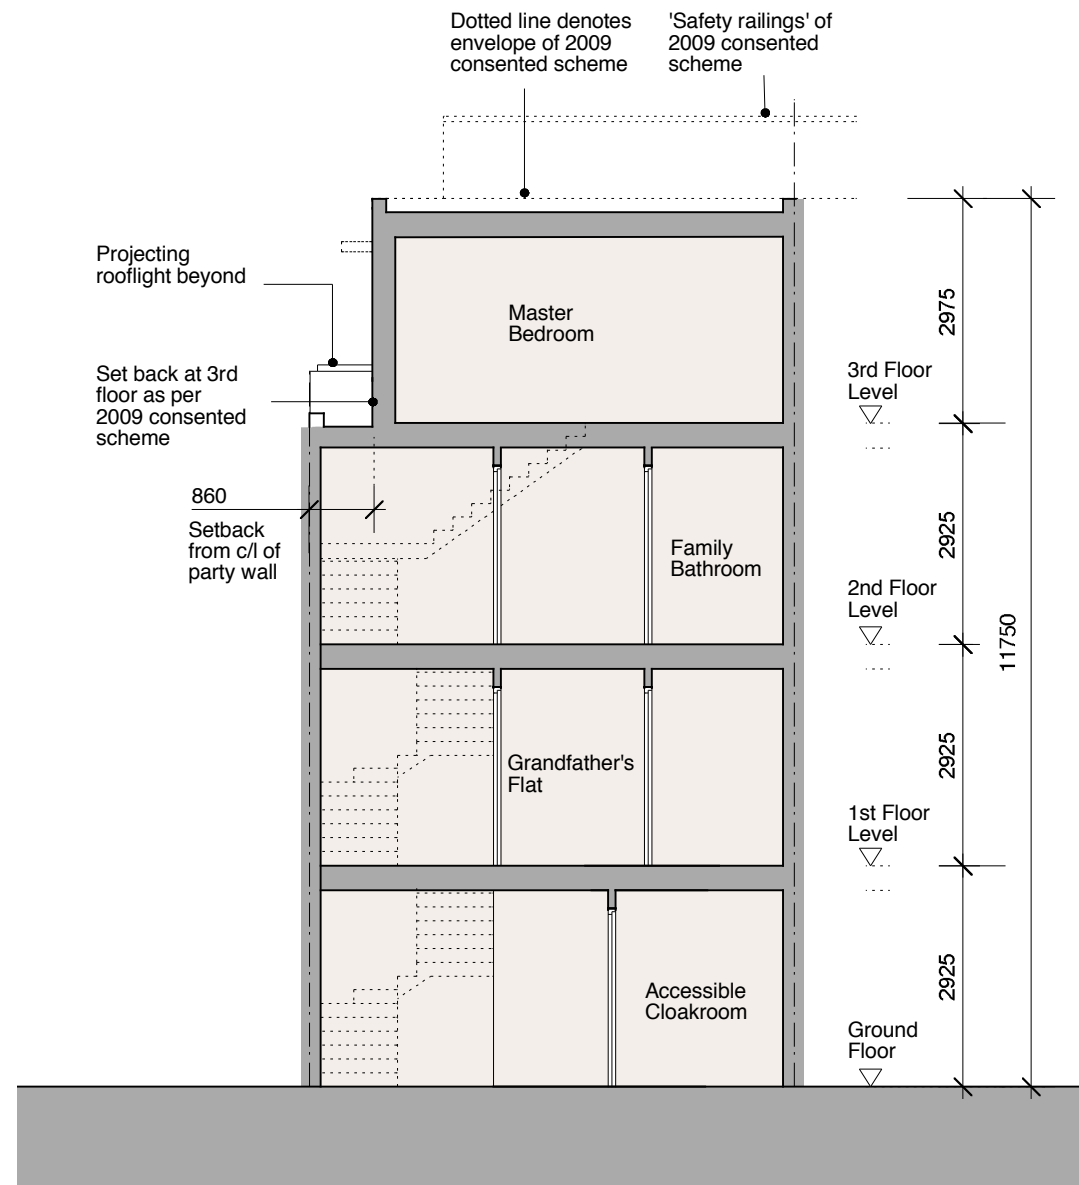 Dotted line denotes
envelope of 2009
consented scheme
'Safety railings' of
2009 consented
scheme
Projecting
rooflight beyond
Master
Bedroom
2975
Set back at 3rd
floor as per
2009 consented
scheme
3rd Floor
Level
860
Setback
from c/l of
party wall
Family
Bathroom
2925
2nd Floor
Level
11750
Grandfather's
Flat
2925
1st Floor
Level
Accessible
Cloakroom
2925
Ground
Floor